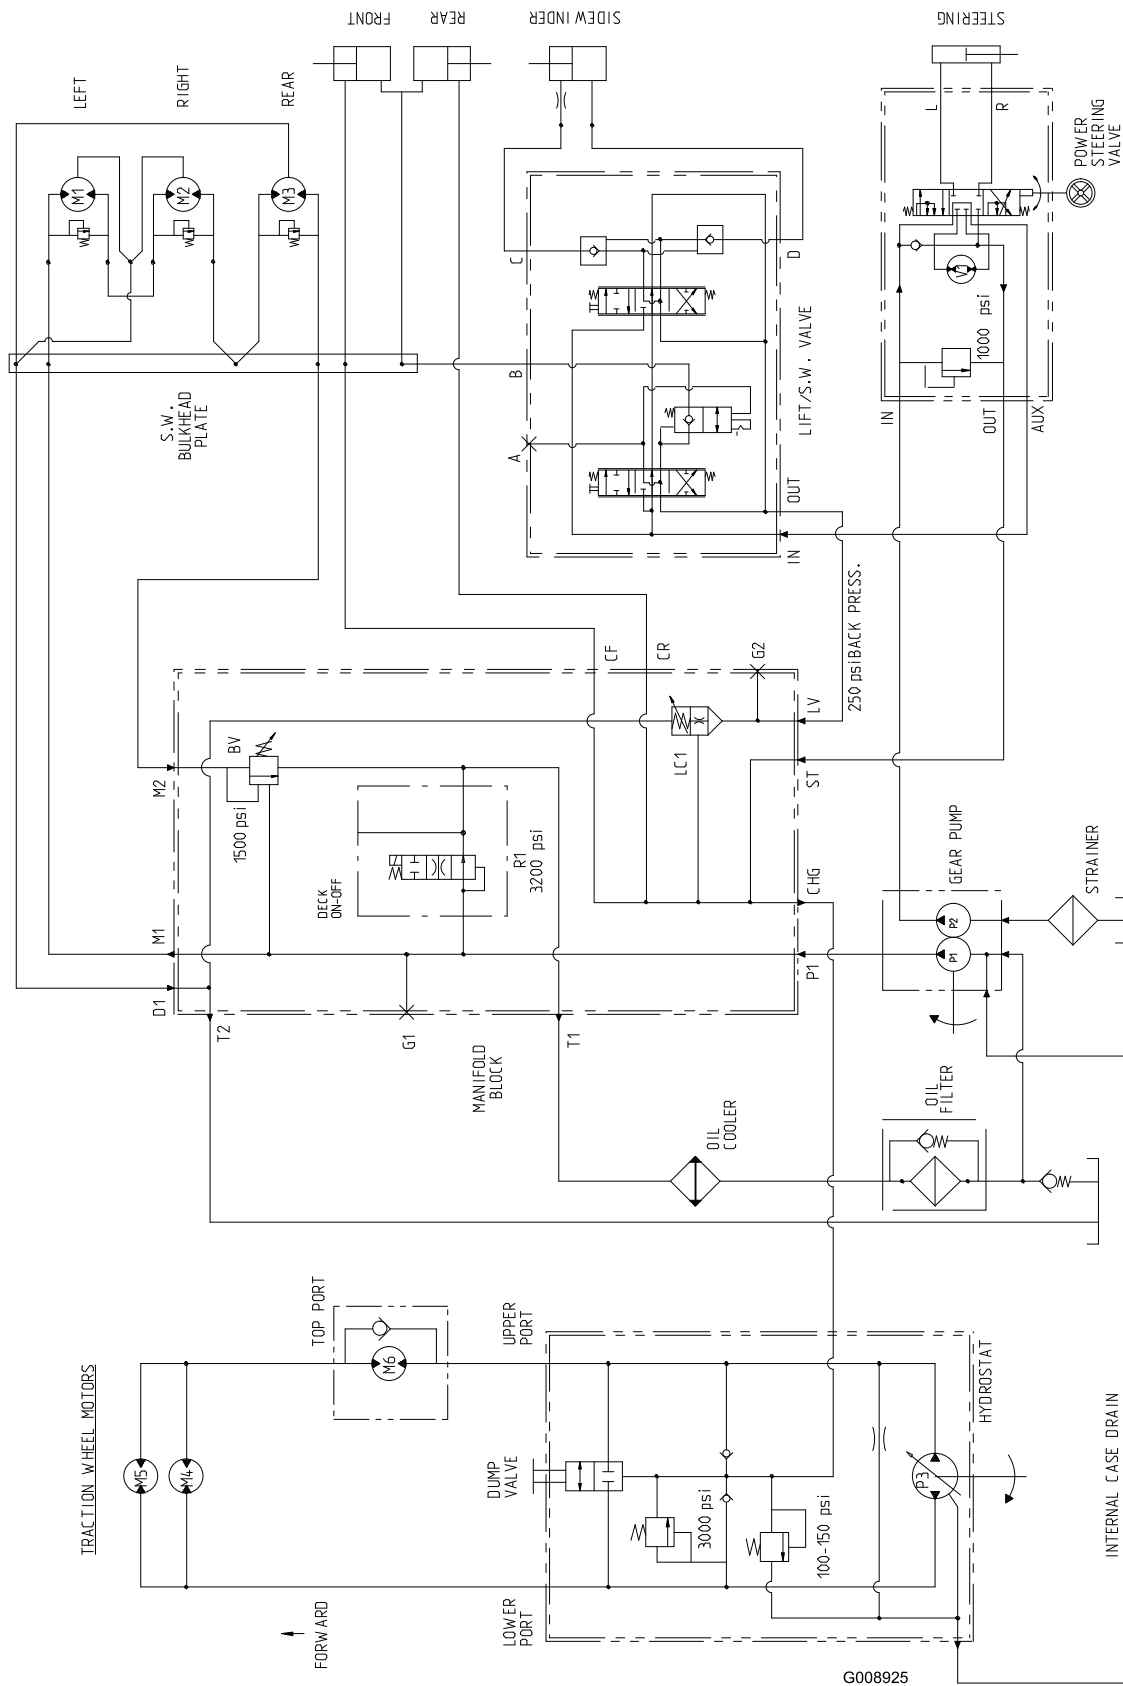 STEERING
SIDEWINDER
REAR
FRONT
LEFT
RIGHT
REAR
M1
M2
M3
L
R
POWER
STEERING
VALVE
C
D
V1
1000 psi
B
A
LIFT/S.W. VALVE
S.W.
BULKHEAD
PLATE
IN
OUT
AUX
OUT
IN
250 psi BACK PRESS.
CF
CR
G2
LV
ST
LC1
BV
M2
1500 psi
DECK
ON-OFF
R1
3200 psi
CHG
GEAR PUMP
STRAINER
P2
P1
M1
D1
P1
T2
G1
T1
MANIFOLD
BLOCK
OIL
COOLER
OIL
FILTER
TOP PORT
M6
UPPER
PORT
HYDROSTAT
TRACTION WHEEL MOTORS
M5
M4
DUMP
VALVE
3000 psi
100-150 psi
P3
INTERNAL CASE DRAIN
LOWER
PORT
FORWARD
G008925